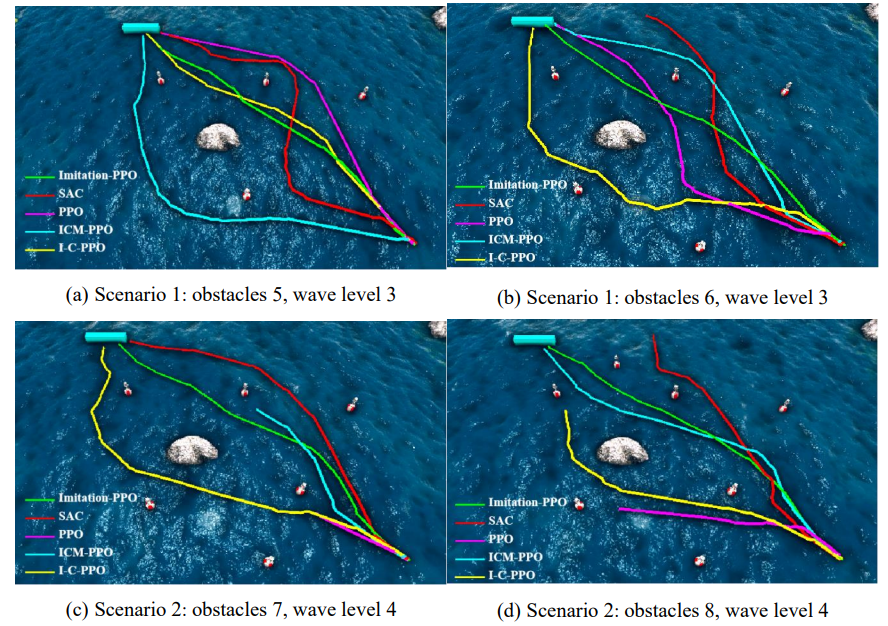 Imitation-PPO
SAC
PPO
ICM-PPO
I-C-PPO
(a) Scenario 1: obstacles 5, wave level 3
Imitation-PPO
SAC
PPO
ICM-PPO
I-C-PPO
(b) Scenario 1: obstacles 6, wave level 3
Imitation-PPO
SAC
PPO
ICM-PPO
I-C-PPO
(c) Scenario 2: obstacles 7, wave level 4
Imitation-PPO
SAC
PPO
ICM-PPO
I-C-PPO
(d) Scenario 2: obstacles 8, wave level 4